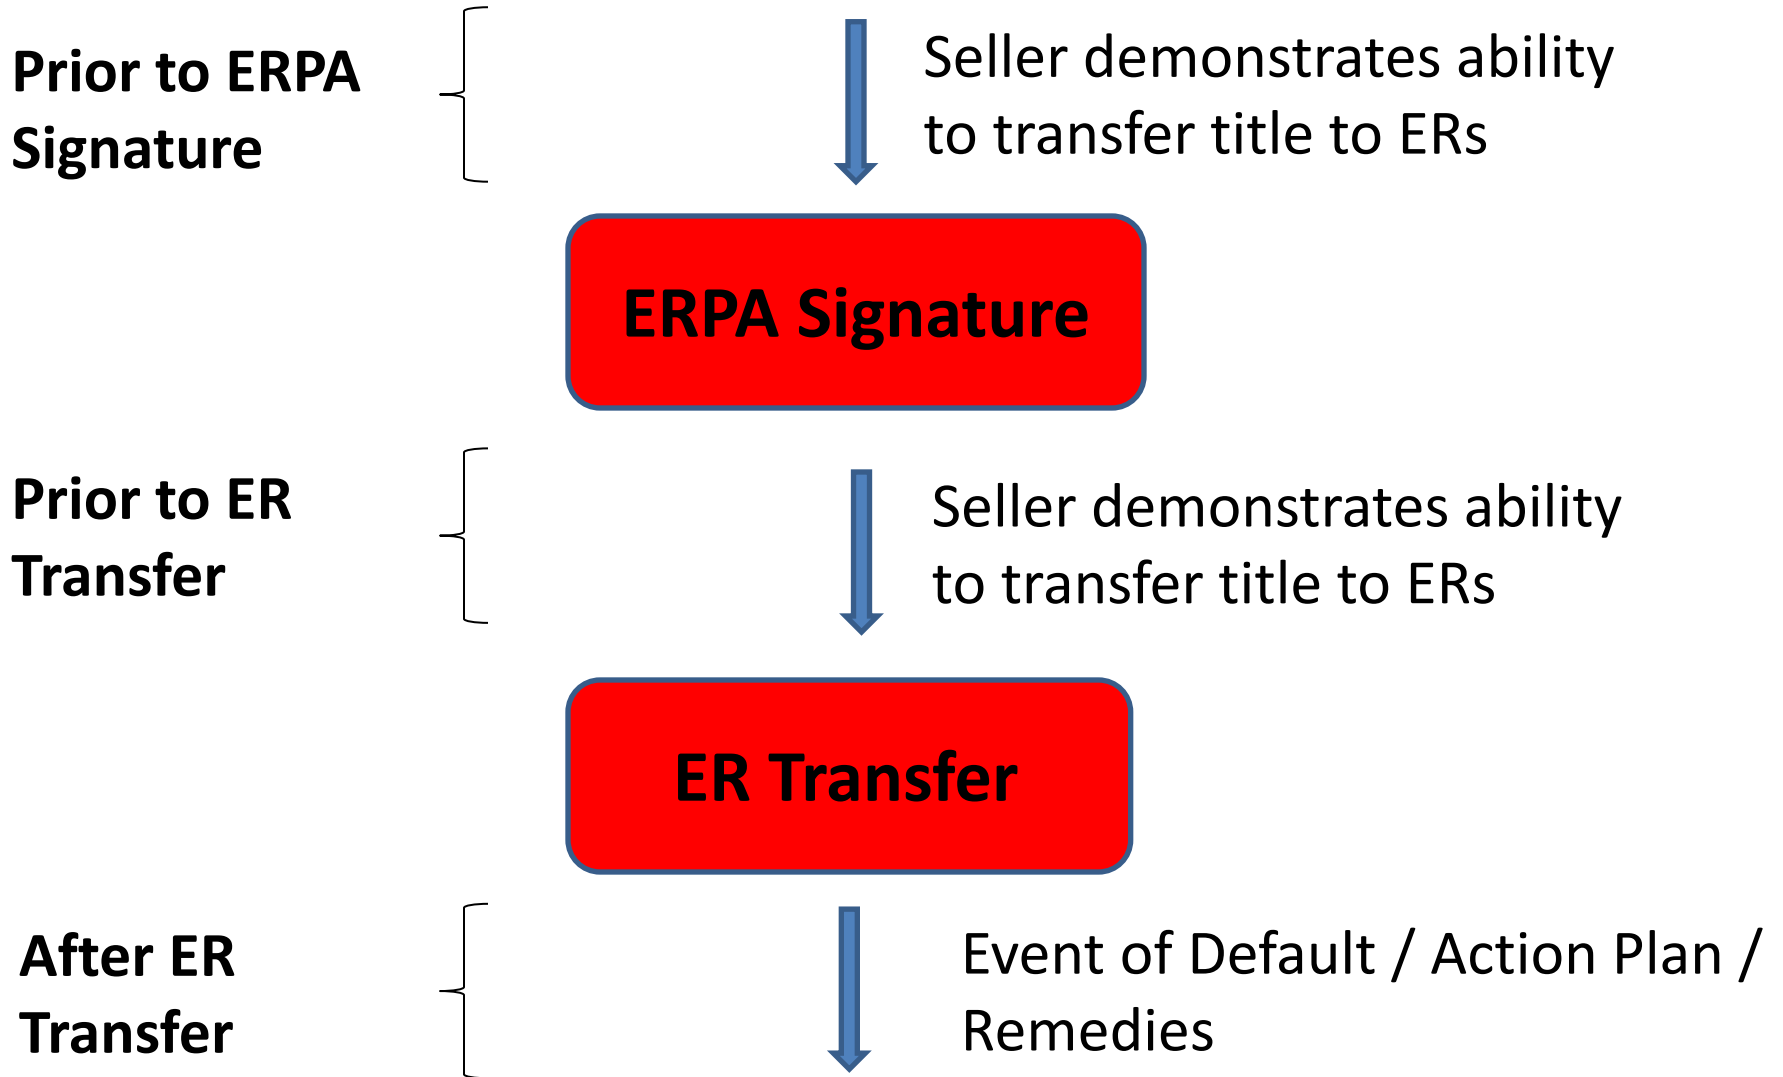 Prior to ERPA
Signature
Seller demonstrates ability
to transfer title to ERs
ERPA Signature
Prior to ER
Transfer
Seller demonstrates ability
to transfer title to ERs
ER Transfer
After ER
Transfer
Event of Default / Action Plan /
Remedies